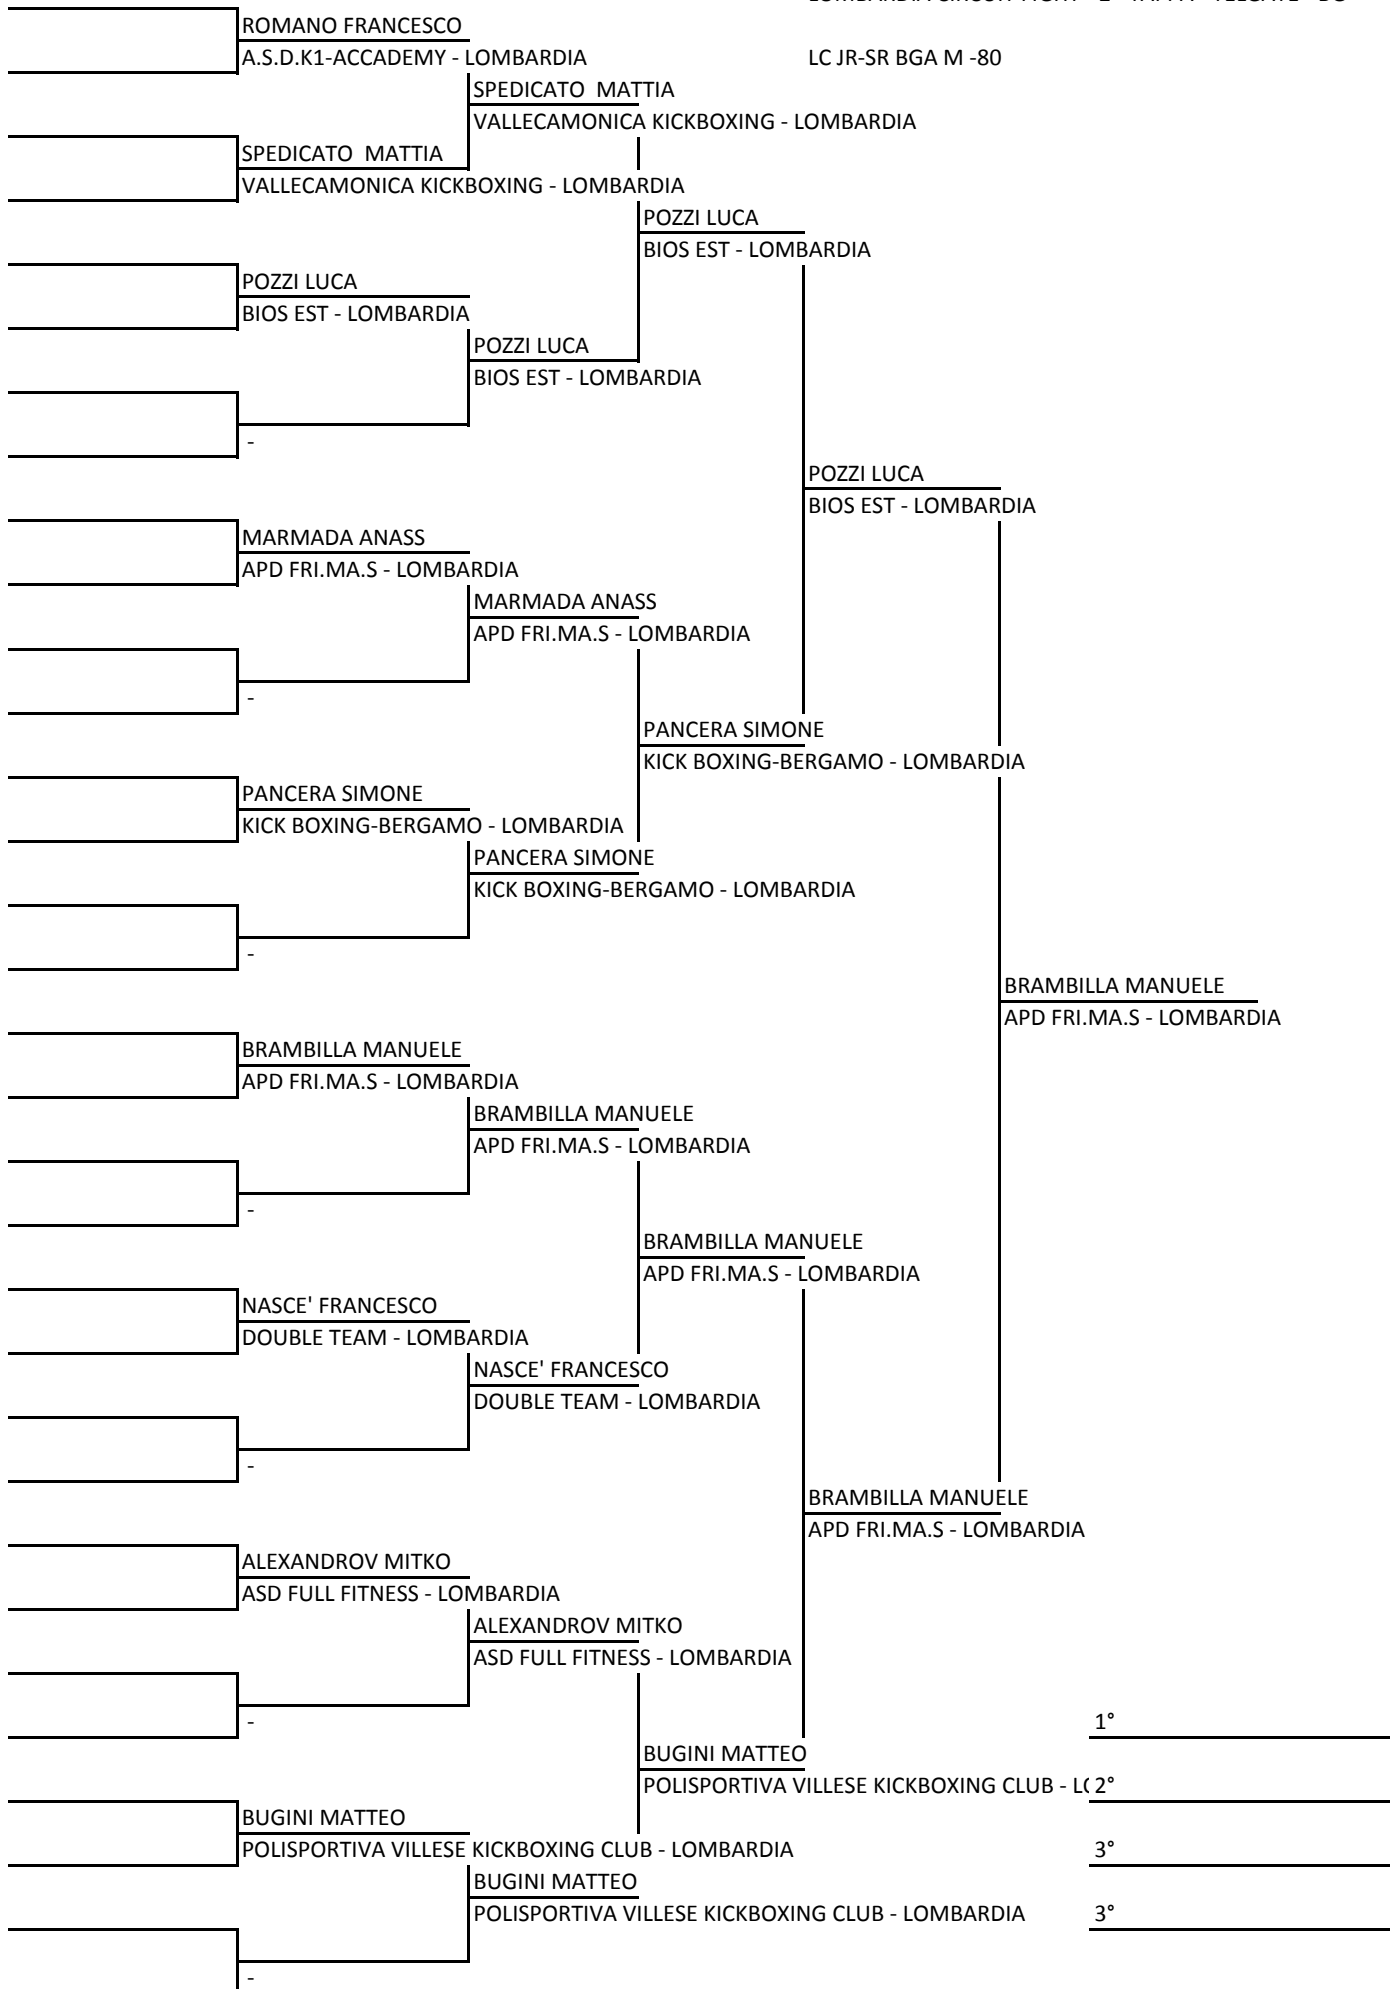 ROMANO FRANCESCO
A.S.D.K1-ACCADEMY - LOMBARDIA
LC JR-SR BGA M -80
SPEDICATO  MATTIA
VALLECAMONICA KICKBOXING - LOMBARDIA
SPEDICATO  MATTIA
VALLECAMONICA KICKBOXING - LOMBARDIA
POZZI LUCA
BIOS EST - LOMBARDIA
POZZI LUCA
BIOS EST - LOMBARDIA
POZZI LUCA
BIOS EST - LOMBARDIA
-
POZZI LUCA
BIOS EST - LOMBARDIA
MARMADA ANASS
APD FRI.MA.S - LOMBARDIA
MARMADA ANASS
APD FRI.MA.S - LOMBARDIA
-
PANCERA SIMONE
KICK BOXING-BERGAMO - LOMBARDIA
PANCERA SIMONE
KICK BOXING-BERGAMO - LOMBARDIA
PANCERA SIMONE
KICK BOXING-BERGAMO - LOMBARDIA
-
BRAMBILLA MANUELE
APD FRI.MA.S - LOMBARDIA
BRAMBILLA MANUELE
APD FRI.MA.S - LOMBARDIA
BRAMBILLA MANUELE
APD FRI.MA.S - LOMBARDIA
-
BRAMBILLA MANUELE
APD FRI.MA.S - LOMBARDIA
NASCE' FRANCESCO
DOUBLE TEAM - LOMBARDIA
NASCE' FRANCESCO
DOUBLE TEAM - LOMBARDIA
-
BRAMBILLA MANUELE
APD FRI.MA.S - LOMBARDIA
ALEXANDROV MITKO
ASD FULL FITNESS - LOMBARDIA
ALEXANDROV MITKO
ASD FULL FITNESS - LOMBARDIA
-
1°
BUGINI MATTEO
POLISPORTIVA VILLESE KICKBOXING CLUB - LO
2°
BUGINI MATTEO
POLISPORTIVA VILLESE KICKBOXING CLUB - LOMBARDIA
3°
BUGINI MATTEO
POLISPORTIVA VILLESE KICKBOXING CLUB - LOMBARDIA
3°
-